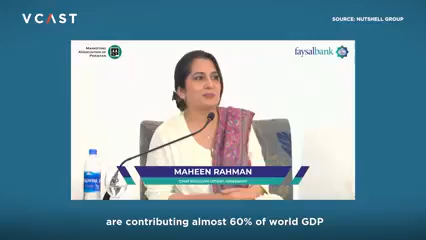 VCAST
SOURCE: NUTSHELL GROUP
MARKETING
ASSOCIATION OF
PAKISTAN
faysalbank
MAHEEN RAHMAN
are contributing almost 60% of world GDP